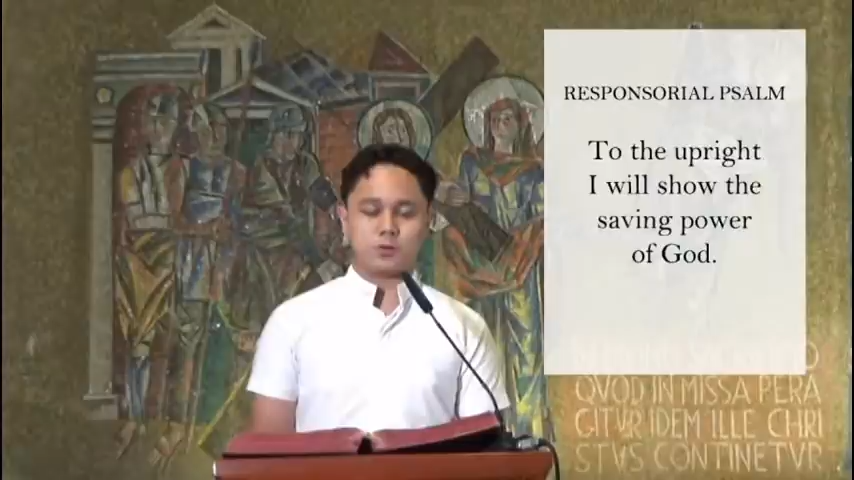 RESPONSORIAL PSALM
To the upright
I will show the
saving power
of God.
QVOD IN MISSA PERA
GITVR IDEM ILLE CHRI
STVS CONTINETVR